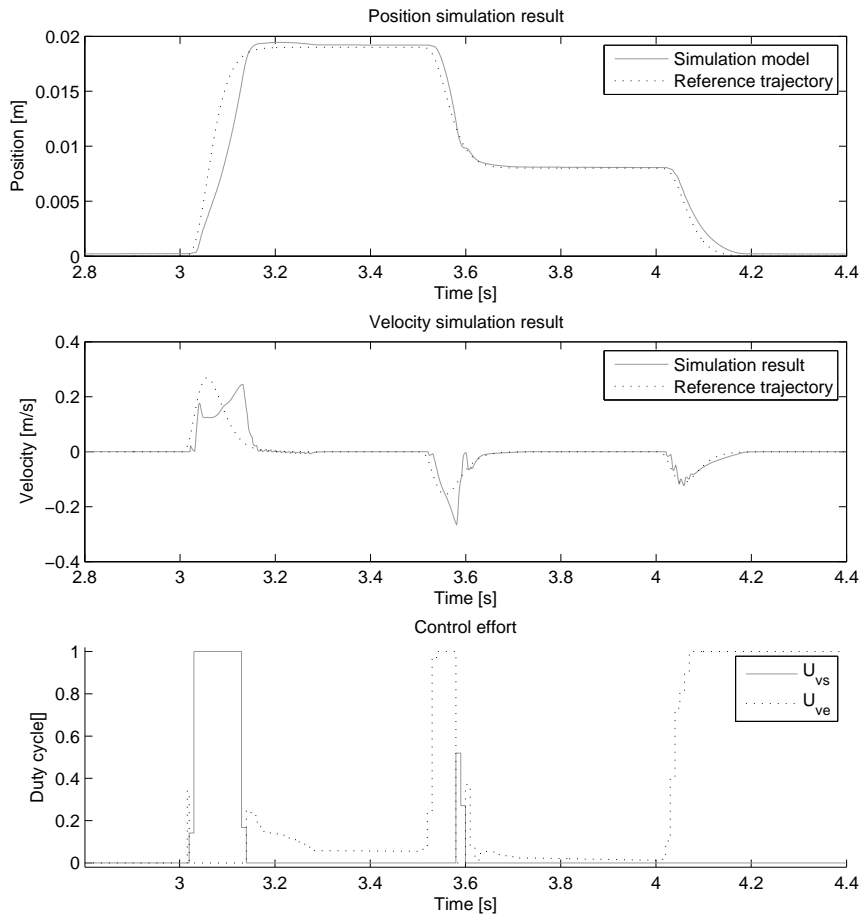 Position simulation result
0.02
0.015
0.01
0.005
0
Position [m]
Simulation model
Reference trajectory
2.8 3 3.2 3.4 3.6 3.8 4 4.2 4.4
Time [s]
Velocity simulation result
0.4
0.2
0
−0.2
−0.4
Velocity [m/s]
Simulation result
Reference trajectory
2.8 3 3.2 3.4 3.6 3.8 4 4.2 4.4
Time [s]
Control effort
1
0.8
0.6
0.4
0.2
0
Duty cycle[]
U_vs
U_ve
3 3.2 3.4 3.6 3.8 4 4.2 4.4
Time [s]